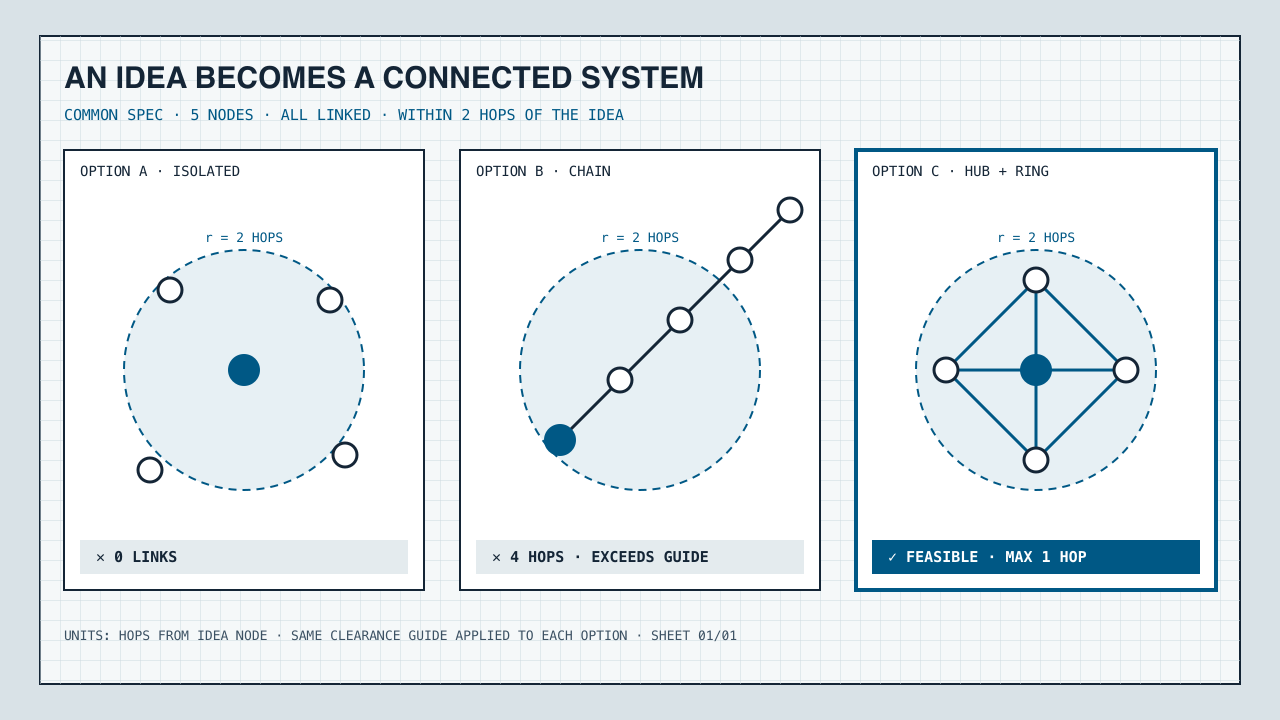 AN IDEA BECOMES A CONNECTED SYSTEM
COMMON SPEC · 5 NODES · ALL LINKED · WITHIN 2 HOPS OF THE IDEA
OPTION A · ISOLATED
r = 2 HOPS
× 0 LINKS
OPTION B · CHAIN
r = 2 HOPS
× 4 HOPS · EXCEEDS GUIDE
OPTION C · HUB + RING
r = 2 HOPS
✓ FEASIBLE · MAX 1 HOP
UNITS: HOPS FROM IDEA NODE · SAME CLEARANCE GUIDE APPLIED TO EACH OPTION · SHEET 01/01